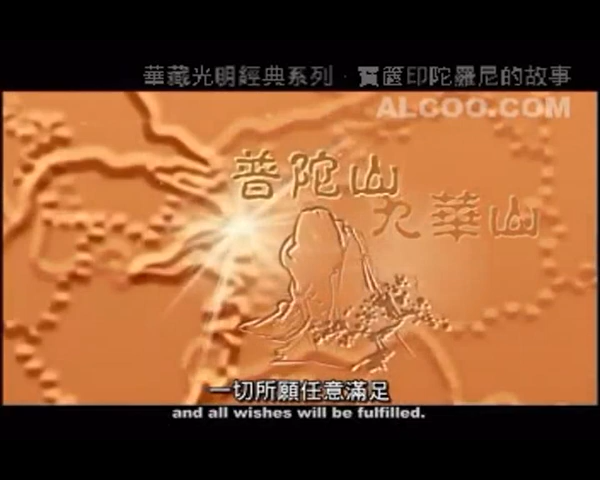 華藏光明經典系列．寶篋印陀羅尼的故事
ALGOO.COM
普陀山
九華山
一切所願任意滿足
and all wishes will be fulfilled.